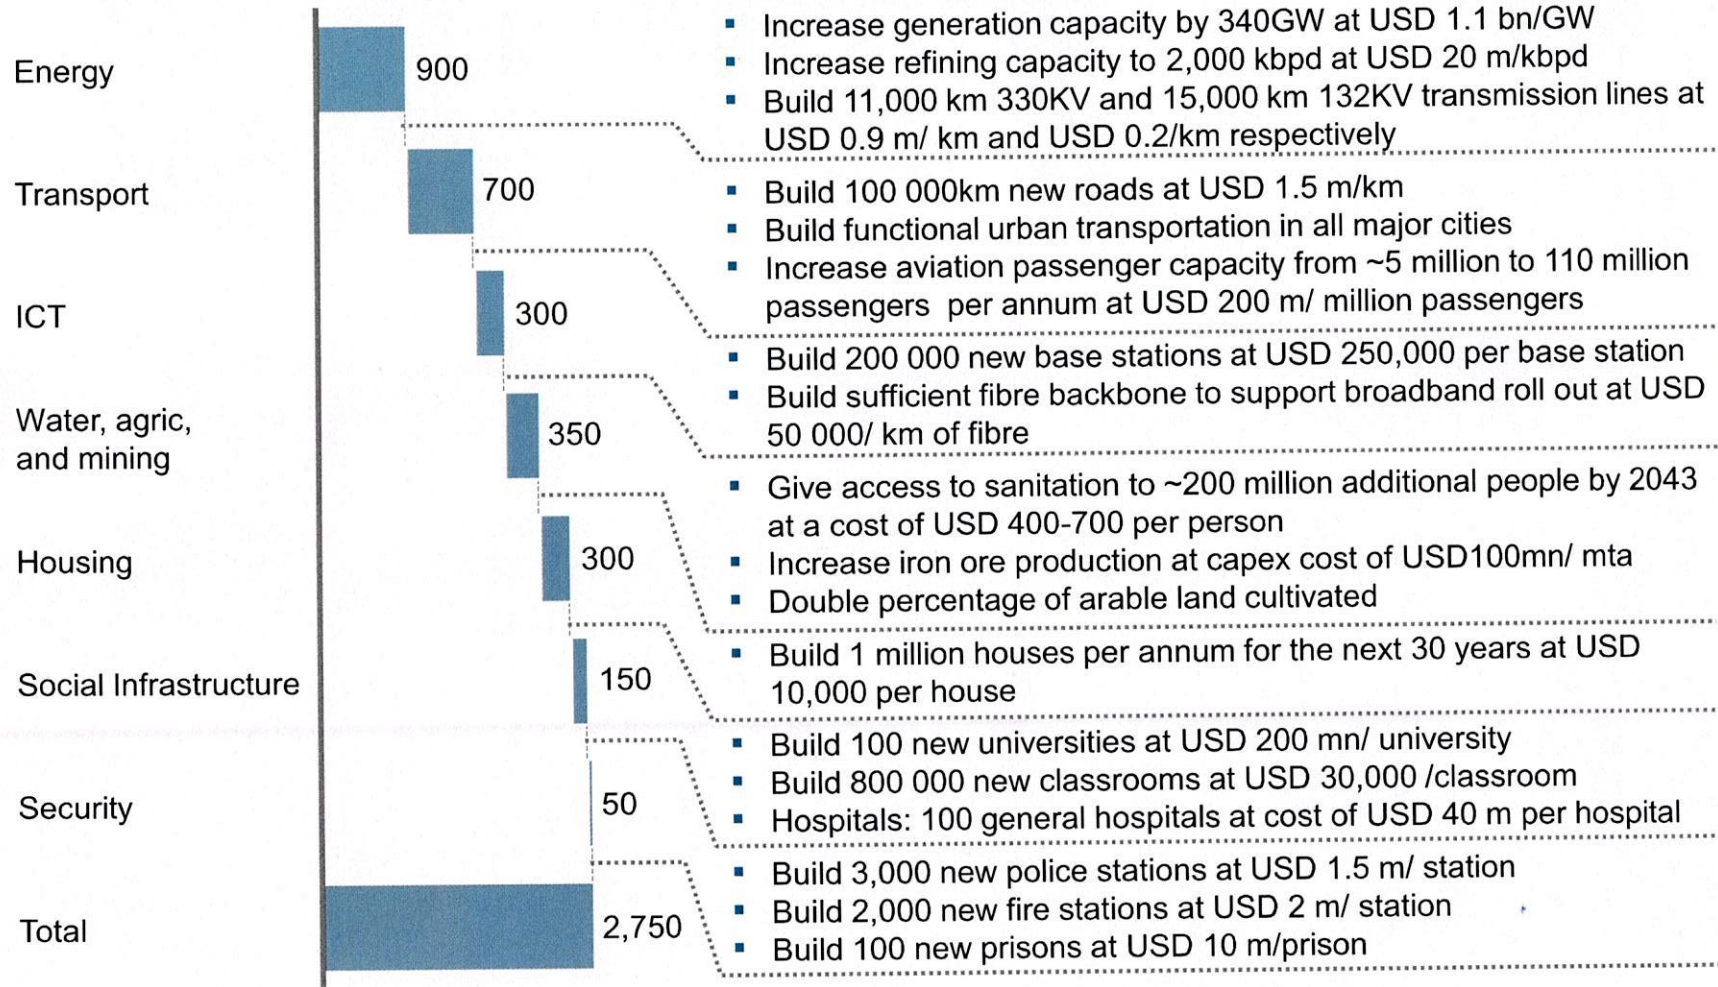 Energy
900
▪ Increase generation capacity by 340GW at USD 1.1 bn/GW
▪ Increase refining capacity to 2,000 kbpd at USD 20 m/kbpd
▪ Build 11,000 km 330KV and 15,000 km 132KV transmission lines at
USD 0.9 m/ km and USD 0.2/km respectively
Transport
700
▪ Build 100 000km new roads at USD 1.5 m/km
▪ Build functional urban transportation in all major cities
▪ Increase aviation passenger capacity from ~5 million to 110 million
passengers per annum at USD 200 m/ million passengers
ICT
300
▪ Build 200 000 new base stations at USD 250,000 per base station
▪ Build sufficient fibre backbone to support broadband roll out at USD
50 000/ km of fibre
Water, agric,
and mining
350
▪ Give access to sanitation to ~200 million additional people by 2043
at a cost of USD 400-700 per person
▪ Increase iron ore production at capex cost of USD100mn/ mta
▪ Double percentage of arable land cultivated
Housing
300
▪ Build 1 million houses per annum for the next 30 years at USD
10,000 per house
Social Infrastructure
150
▪ Build 100 new universities at USD 200 mn/ university
▪ Build 800 000 new classrooms at USD 30,000 /classroom
▪ Hospitals: 100 general hospitals at cost of USD 40 m per hospital
Security
50
▪ Build 3,000 new police stations at USD 1.5 m/ station
▪ Build 2,000 new fire stations at USD 2 m/ station
▪ Build 100 new prisons at USD 10 m/prison
Total
2,750